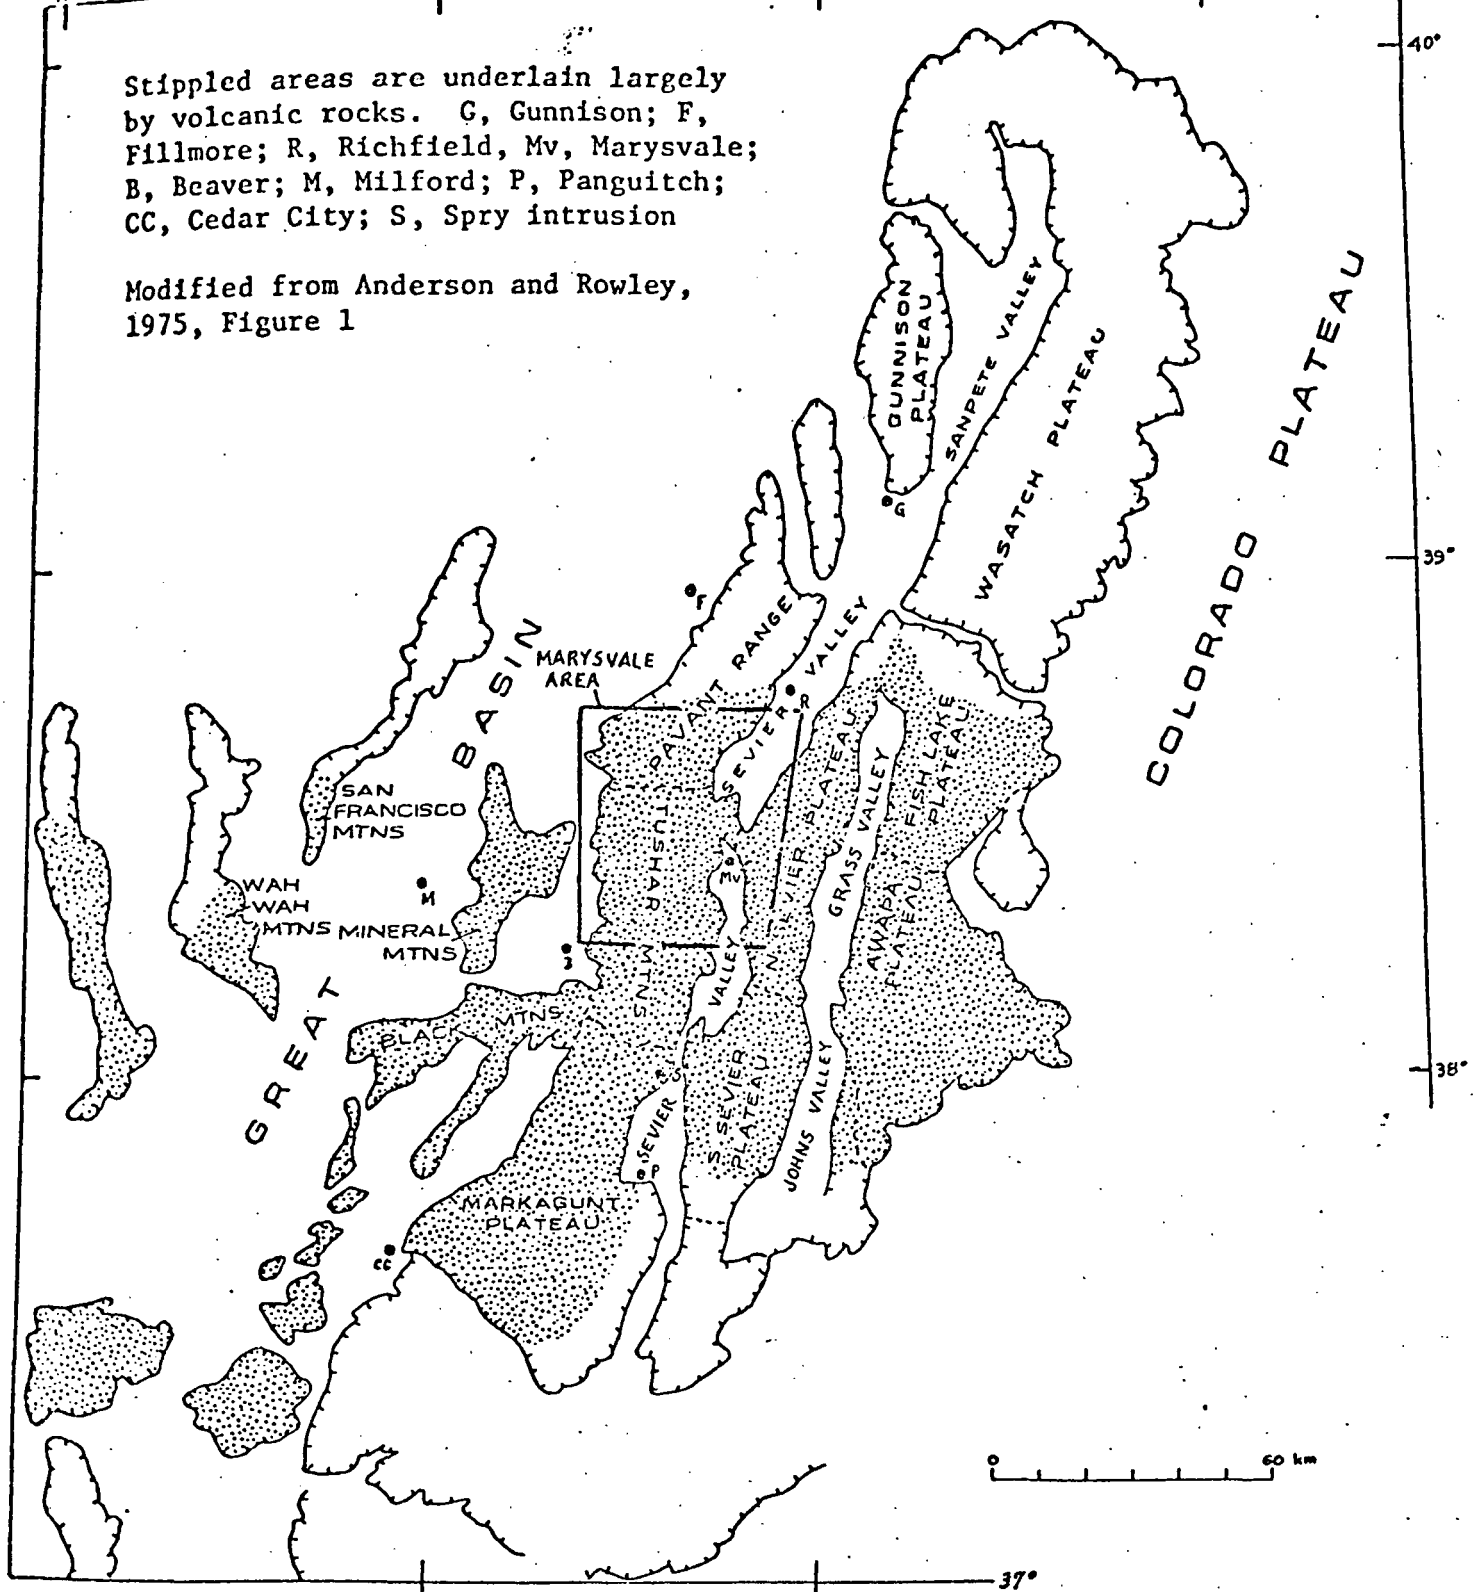 Stippled areas are underlain largely
by volcanic rocks. G, Gunnison; F,
Fillmore; R, Richfield, Mv, Marysvale;
B, Beaver; M, Milford; P, Panguitch;
CC, Cedar City; S, Spry intrusion
Modified from Anderson and Rowley,
1975, Figure 1
40°
GUNNISON
PLATEAU
SANPETE VALLEY
WASATCH PLATEAU
COLORADO PLATEAU
G
39°
F
PAVANT RANGE
SEVIER VALLEY
R
MARYSVALE
AREA
GREAT BASIN
PAVANT
SEVIER
N. SEVIER PLATEAU
GRASS VALLEY
FISH LAKE
PLATEAU
SAN
FRANCISCO
MTNS
TUSHAR MTNS
Mv
M
WAH
WAH
MTNS
MINERAL
MTNS
AWAPA
PLATEAU
B
VALLEY
BLACK MTNS
38°
S
SEVIER
S SEVIER
PLATEAU
JOHNS VALLEY
P
MARKAGUNT
PLATEAU
CC
0 60 km
37°